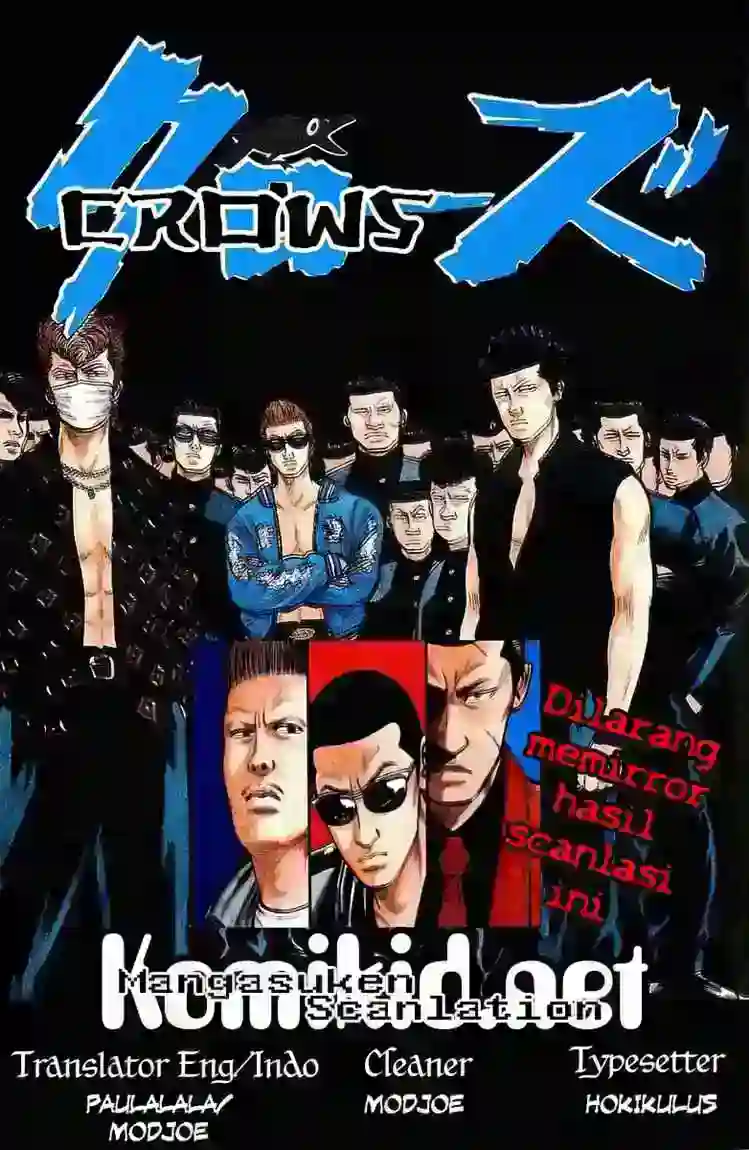 クローズ
CROWS
Dilarang
memirror
hasil
scanlasi
ini
Komikid.net
Mangasuken
Scanlation
Translator Eng/Indo
Cleaner
Typesetter
PAULALALA/
MODJOE
MODJOE
HOKIKULUS